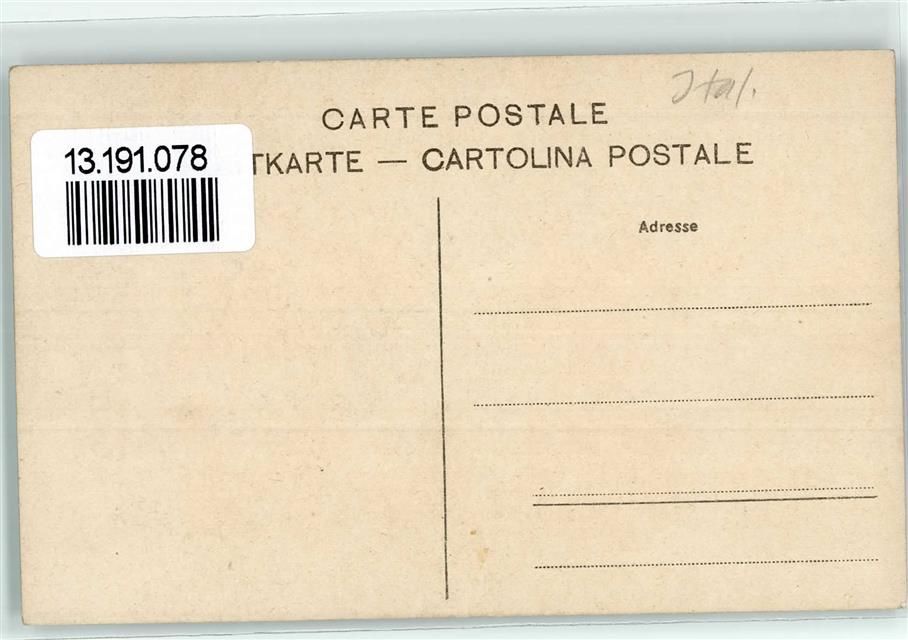 Ital.
CARTE POSTALE
TKARTE — CARTOLINA POSTALE
13.191.078
Adresse